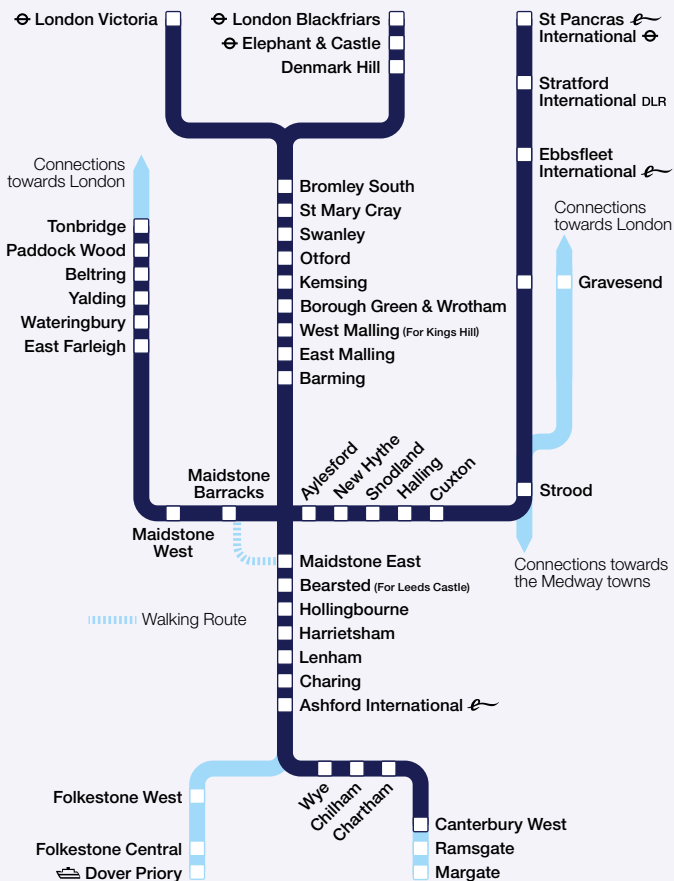 London Victoria
London Blackfriars
Elephant & Castle
Denmark Hill
St Pancras
International
Stratford
International DLR
Ebbsfleet
International
Connections
towards London
Connections
towards London
Gravesend
Tonbridge
Paddock Wood
Beltring
Yalding
Wateringbury
East Farleigh
Bromley South
St Mary Cray
Swanley
Otford
Kemsing
Borough Green & Wrotham
West Malling (For Kings Hill)
East Malling
Barming
Maidstone
Barracks
Maidstone
West
Aylesford
New Hythe
Snodland
Halling
Cuxton
Strood
Connections towards
the Medway towns
Walking Route
Maidstone East
Bearsted (For Leeds Castle)
Hollingbourne
Harrietsham
Lenham
Charing
Ashford International
Wye
Chilham
Chartham
Folkestone West
Folkestone Central
Dover Priory
Canterbury West
Ramsgate
Margate